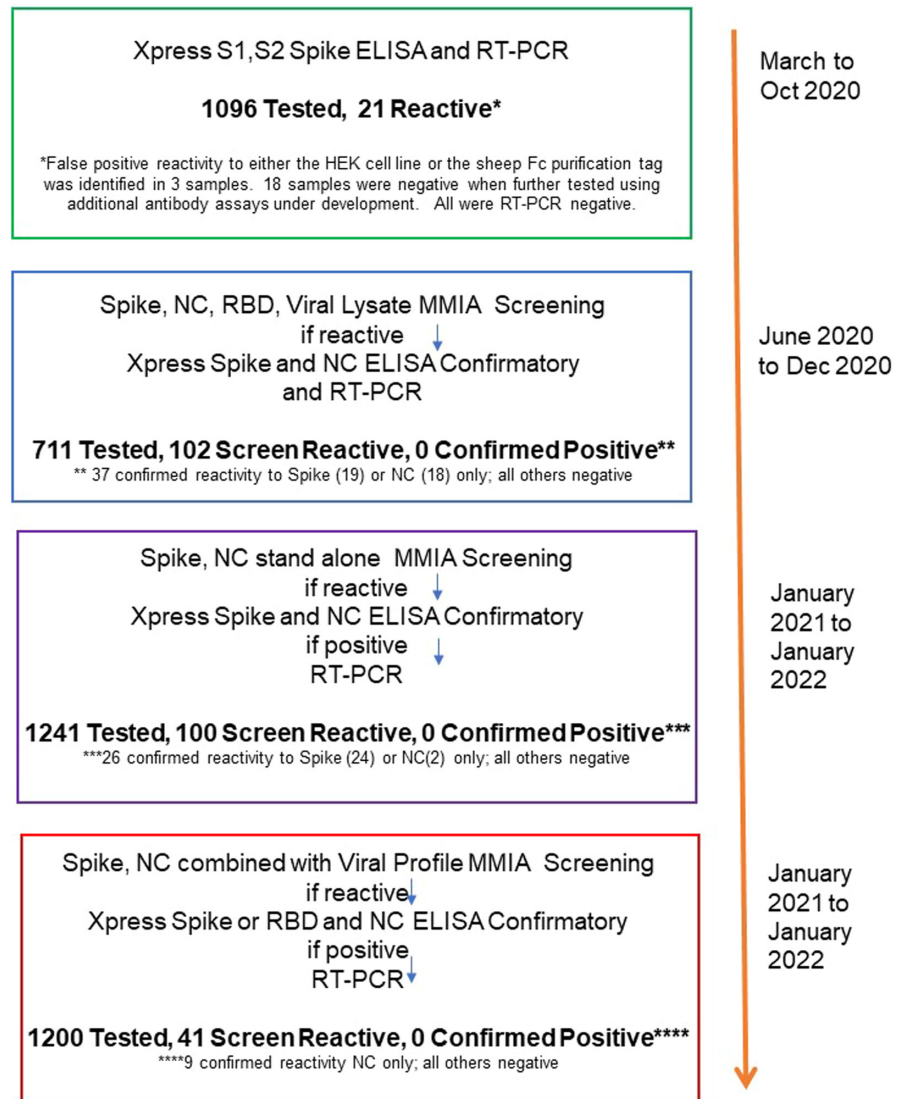 Xpress S1,S2 Spike ELISA and RT-PCR
1096 Tested, 21 Reactive*
*False positive reactivity to either the HEK cell line or the sheep Fc purification tag
was identified in 3 samples. 18 samples were negative when further tested using
additional antibody assays under development. All were RT-PCR negative.
March to
Oct 2020
Spike, NC, RBD, Viral Lysate MMIA Screening
if reactive
Xpress Spike and NC ELISA Confirmatory
and RT-PCR
711 Tested, 102 Screen Reactive, 0 Confirmed Positive**
** 37 confirmed reactivity to Spike (19) or NC (18) only; all others negative
June 2020
to Dec 2020
Spike, NC stand alone MMIA Screening
if reactive
Xpress Spike and NC ELISA Confirmatory
if positive
RT-PCR
1241 Tested, 100 Screen Reactive, 0 Confirmed Positive***
***26 confirmed reactivity to Spike (24) or NC(2) only; all others negative
January
2021 to
January
2022
Spike, NC combined with Viral Profile MMIA Screening
if reactive
Xpress Spike or RBD and NC ELISA Confirmatory
if positive
RT-PCR
1200 Tested, 41 Screen Reactive, 0 Confirmed Positive****
****9 confirmed reactivity NC only; all others negative
January
2021 to
January
2022